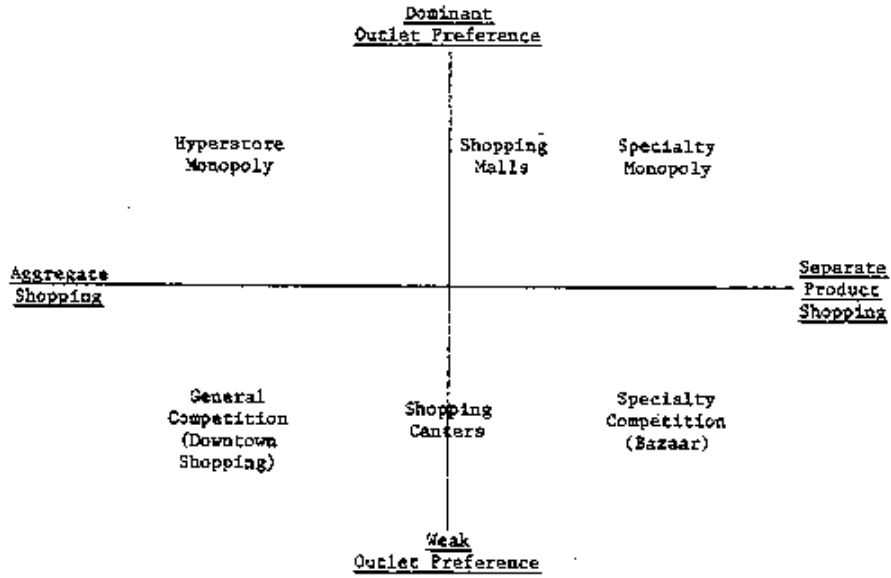 Dominant
Outlet Preference
Hyperstore
Monopoly
Shopping
Malls
Specialty
Monopoly
Aggregate
Shopping
Separate
Product
Shopping
General
Competition
(Downtown
Shopping)
Shopping
Canters
Specialty
Competition
(Bazaar)
Weak
Outlet Preference